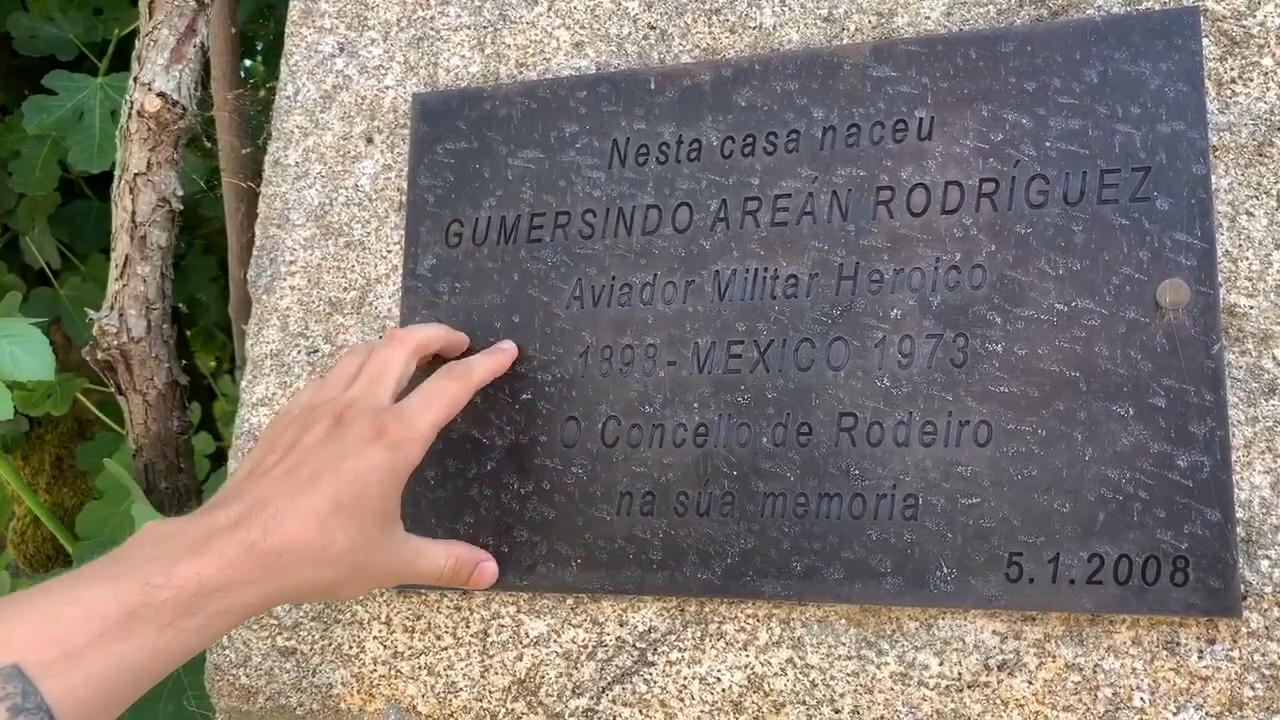 Nesta casa naceu
GUMERSINDO AREÁN RODRÍGUEZ
Aviador Militar Heroico
1898-MEXICO 1973
O Concello de Rodeiro
na súa memoria
5.1.2008